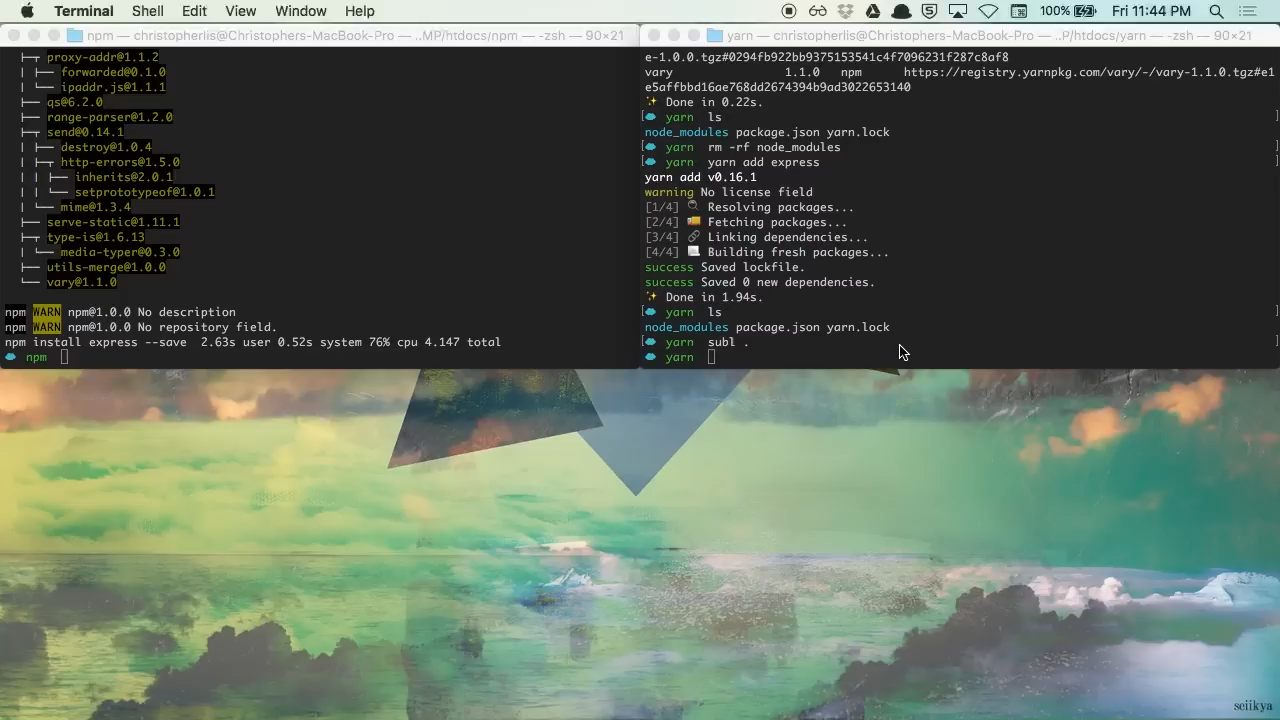 Terminal Shell Edit View Window Help 100% Fri 11:44 PM
npm — christopherlis@Christophers-MacBook-Pro — ..MP/htdocs/npm — -zsh — 90×21
├─┬ proxy-addr@1.1.2
│ ├── forwarded@0.1.0
│ └── ipaddr.js@1.1.1
├── qs@6.2.0
├── range-parser@1.2.0
├─┬ send@0.14.1
│ ├── destroy@1.0.4
│ ├─┬ http-errors@1.5.0
│ │ ├── inherits@2.0.1
│ │ └── setprototypeof@1.0.1
│ └── mime@1.3.4
├── serve-static@1.11.1
├─┬ type-is@1.6.13
│ └── media-typer@0.3.0
├── utils-merge@1.0.0
└── vary@1.1.0
npm WARN npm@1.0.0 No description
npm WARN npm@1.0.0 No repository field.
npm install express --save  2.63s user 0.52s system 76% cpu 4.147 total
npm
yarn — christopherlis@Christophers-MacBook-Pro — ..P/htdocs/yarn — -zsh — 90×21
e-1.0.0.tgz#0294fb922bb9375153541c4f7096231f287c8af8
vary 1.1.0 npm https://registry.yarnpkg.com/vary/-/vary-1.1.0.tgz#e1
e5affbbd16ae768dd2674394b9ad3022653140
✨ Done in 0.22s.
yarn ls
node_modules package.json yarn.lock
yarn rm -rf node_modules
yarn yarn add express
yarn add v0.16.1
warning No license field
[1/4] 🔍 Resolving packages...
[2/4] 🚚 Fetching packages...
[3/4] 🔗 Linking dependencies...
[4/4] 📃 Building fresh packages...
success Saved lockfile.
success Saved 0 new dependencies.
✨ Done in 1.94s.
yarn ls
node_modules package.json yarn.lock
yarn subl .
yarn
seiikya